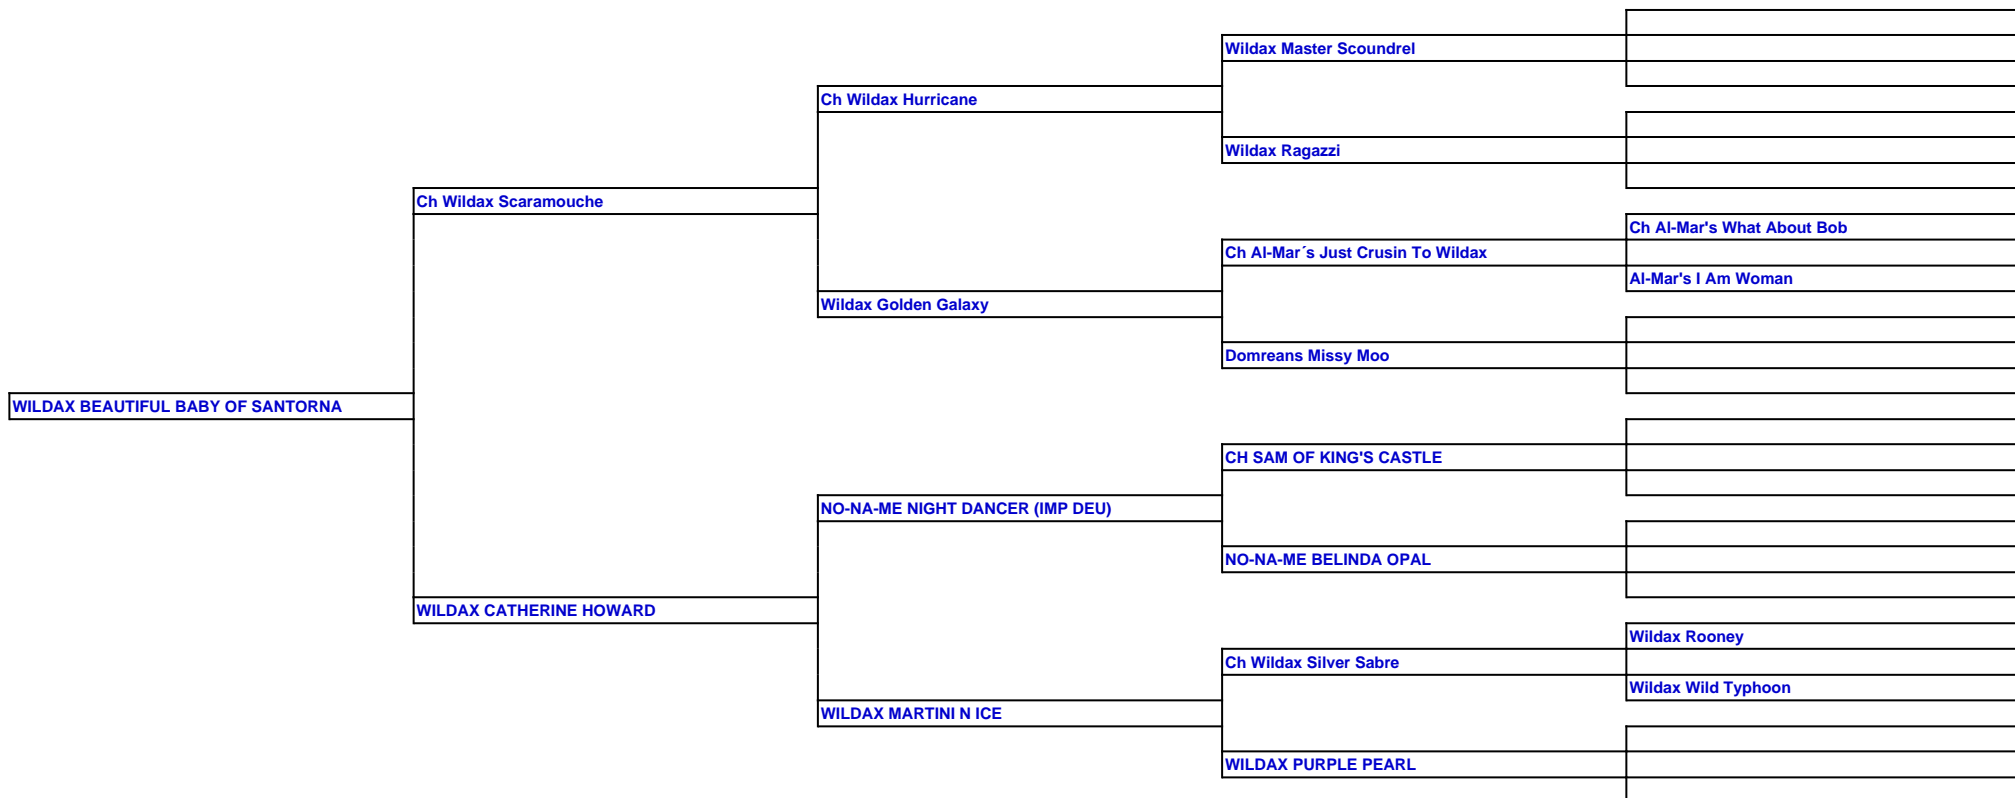 Wildax Master Scoundrel
Ch Wildax Hurricane
Wildax Ragazzi
Ch Wildax Scaramouche
Ch Al-Mar's What About Bob
Ch Al-Mar´s Just Crusin To Wildax
Al-Mar's I Am Woman
Wildax Golden Galaxy
Domreans Missy Moo
WILDAX BEAUTIFUL BABY OF SANTORNA
CH SAM OF KING'S CASTLE
NO-NA-ME NIGHT DANCER (IMP DEU)
NO-NA-ME BELINDA OPAL
WILDAX CATHERINE HOWARD
Wildax Rooney
Ch Wildax Silver Sabre
Wildax Wild Typhoon
WILDAX MARTINI N ICE
WILDAX PURPLE PEARL